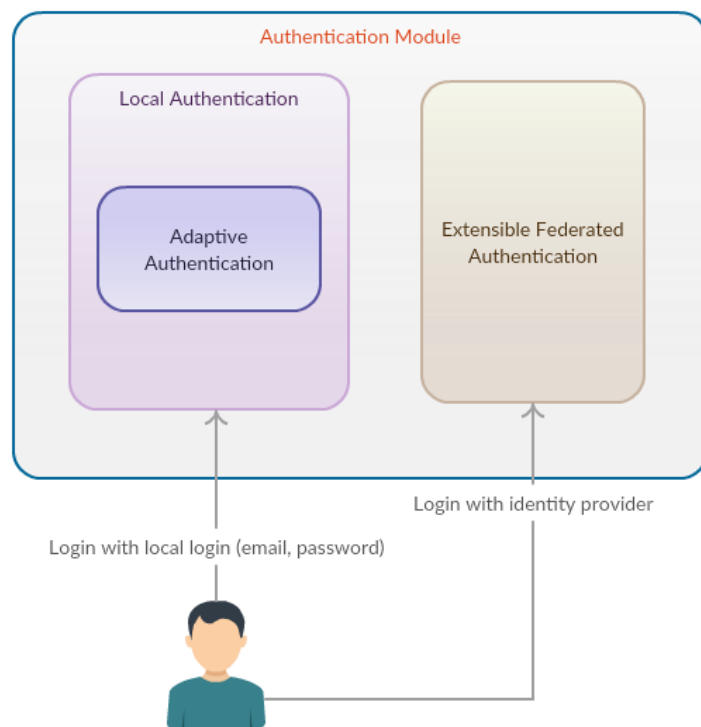 Authentication Module
Local Authentication
Adaptive
Authentication
Extensible Federated
Authentication
Login with identity provider
Login with local login (email, password)